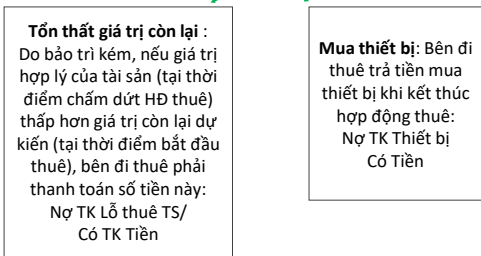 Tổn thất giá trị còn lại :
Do bảo trì kém, nếu giá trị
hợp lý của tài sản (tại thời
điểm chấm dứt HĐ thuê)
thấp hơn giá trị còn lại dự
kiến (tại thời điểm bắt đầu
thuê), bên đi thuê phải
thanh toán số tiền này:
Nợ TK Lỗ thuê TS/
Có TK Tiền
Mua thiết bị: Bên đi
thuê trả tiền mua
thiết bị khi kết thúc
hợp động thuê:
Nợ TK Thiết bị
Có Tiền